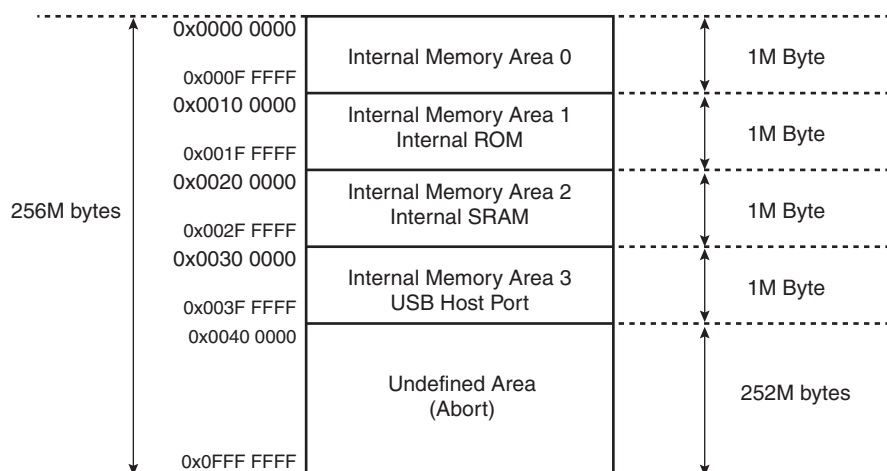 0x0000 0000
Internal Memory Area 0
1M Byte
0x000F FFFF
0x0010 0000
Internal Memory Area 1
Internal ROM
1M Byte
0x001F FFFF
0x0020 0000
256M bytes
Internal Memory Area 2
Internal SRAM
1M Byte
0x002F FFFF
0x0030 0000
Internal Memory Area 3
USB Host Port
1M Byte
0x003F FFFF
0x0040 0000
Undefined Area
(Abort)
252M bytes
0x0FFF FFFF